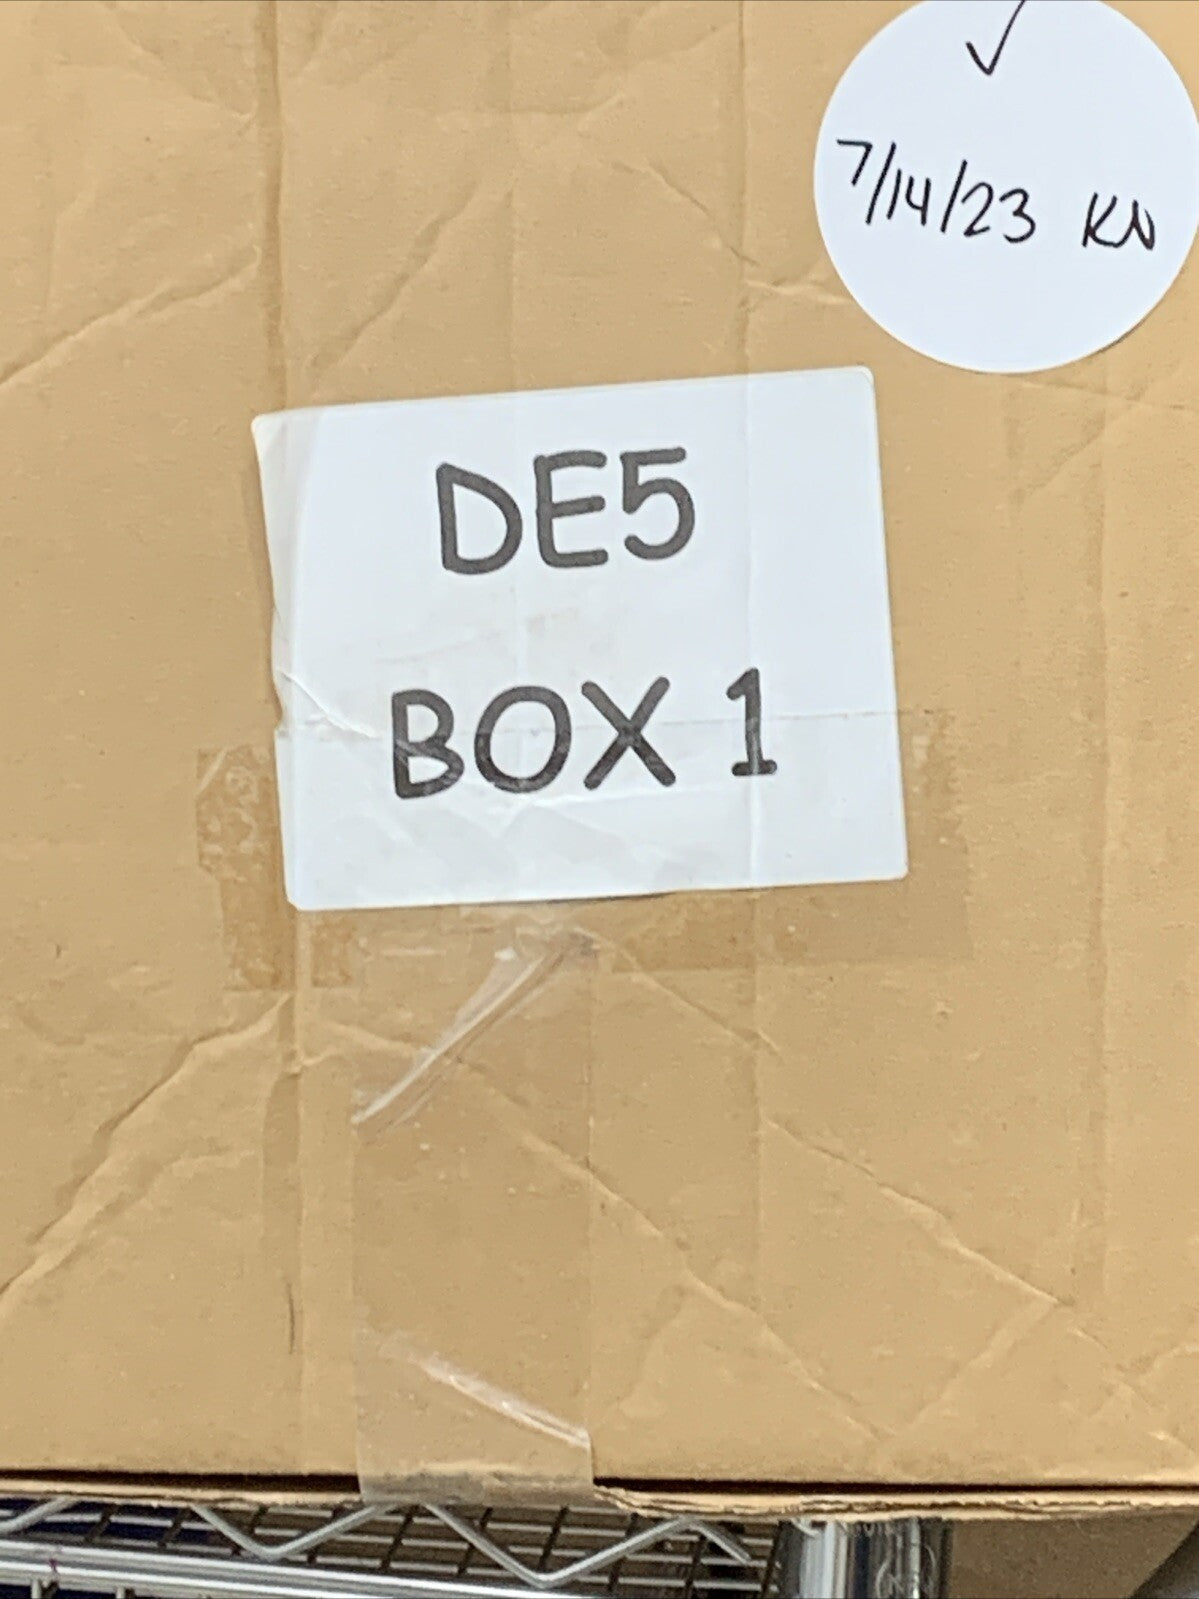 ✓
7/14/23 KN
DE5
BOX 1